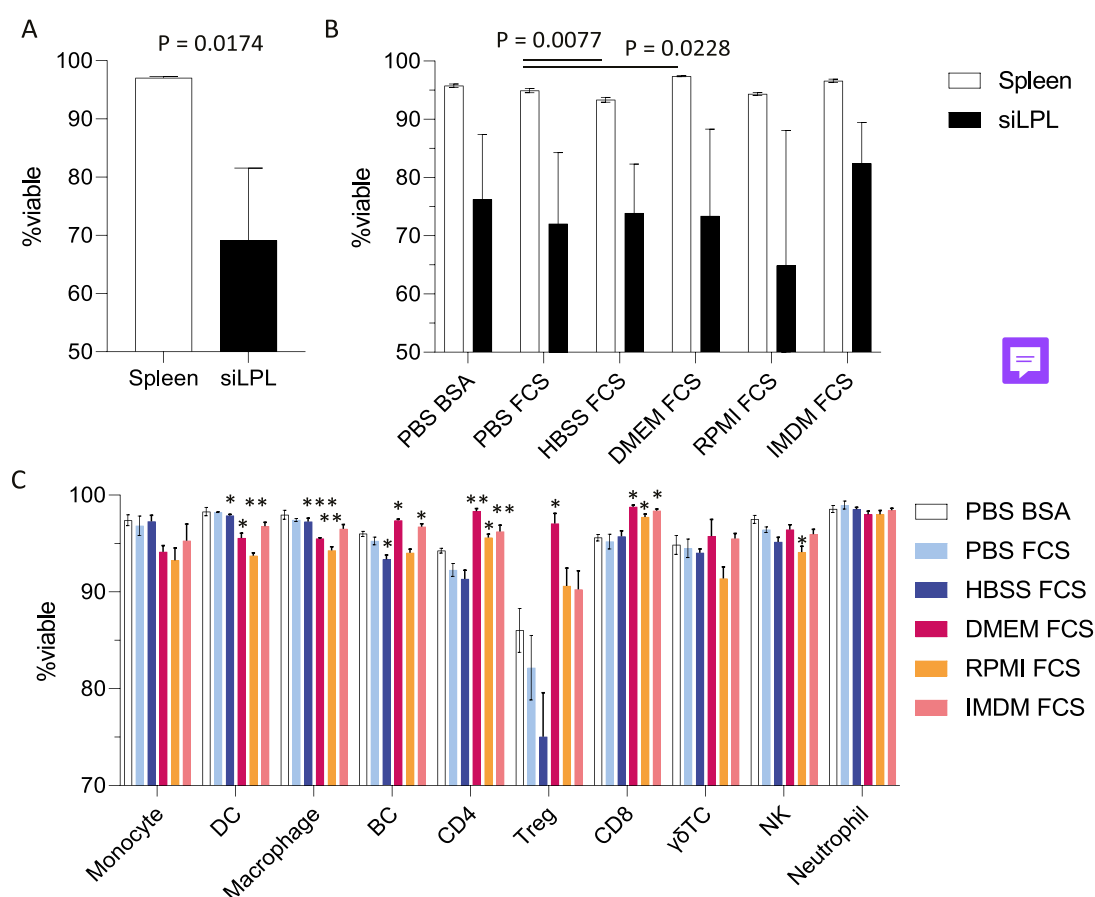 A
P = 0.0174
100
90
80
70
60
50
%viable
Spleen
siLPL
B
P = 0.0077
P = 0.0228
100
90
80
70
60
50
%viable
PBS BSA
PBS FCS
HBSS FCS
DMEM FCS
RPMI FCS
IMDM FCS
Spleen
siLPL
C
100
90
80
70
%viable
* * ** *** ** * * * ** * ** * * * * *
Monocyte
DC
Macrophage
BC
CD4
Treg
CD8
γδTC
NK
Neutrophil
PBS BSA
PBS FCS
HBSS FCS
DMEM FCS
RPMI FCS
IMDM FCS